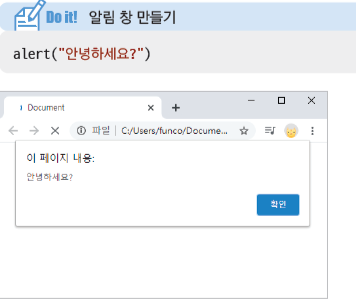 Do it! 알림 창 만들기
alert("안녕하세요?")
Document
파일 C:/Users/funco/Docume...
이 페이지 내용:
안녕하세요?
확인